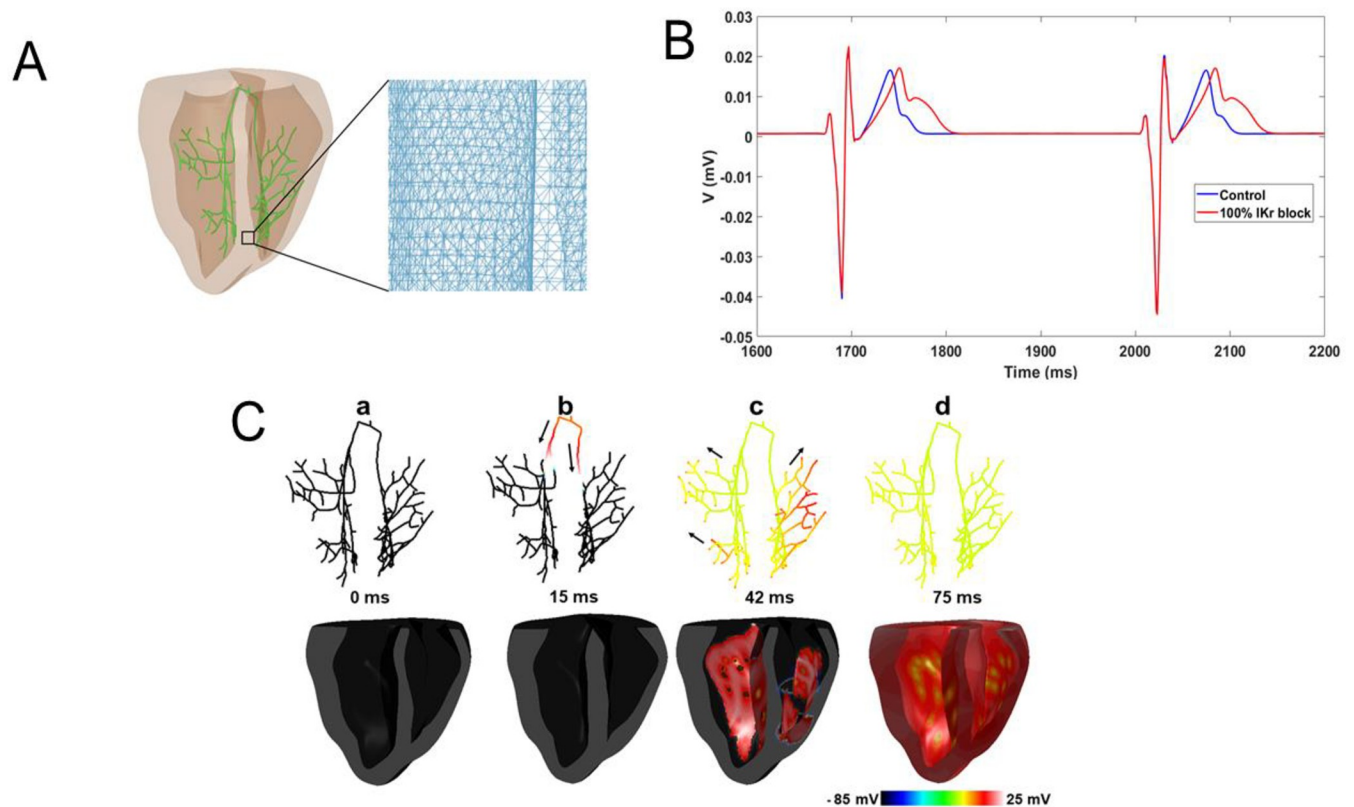 A
B
0.03
0.02
0.01
0
-0.01
-0.02
-0.03
-0.04
-0.05
V (mV)
Control
100% IKr block
1600 1700 1800 1900 2000 2100 2200
Time (ms)
C
a b c d
0 ms 15 ms 42 ms 75 ms
-85 mV 25 mV